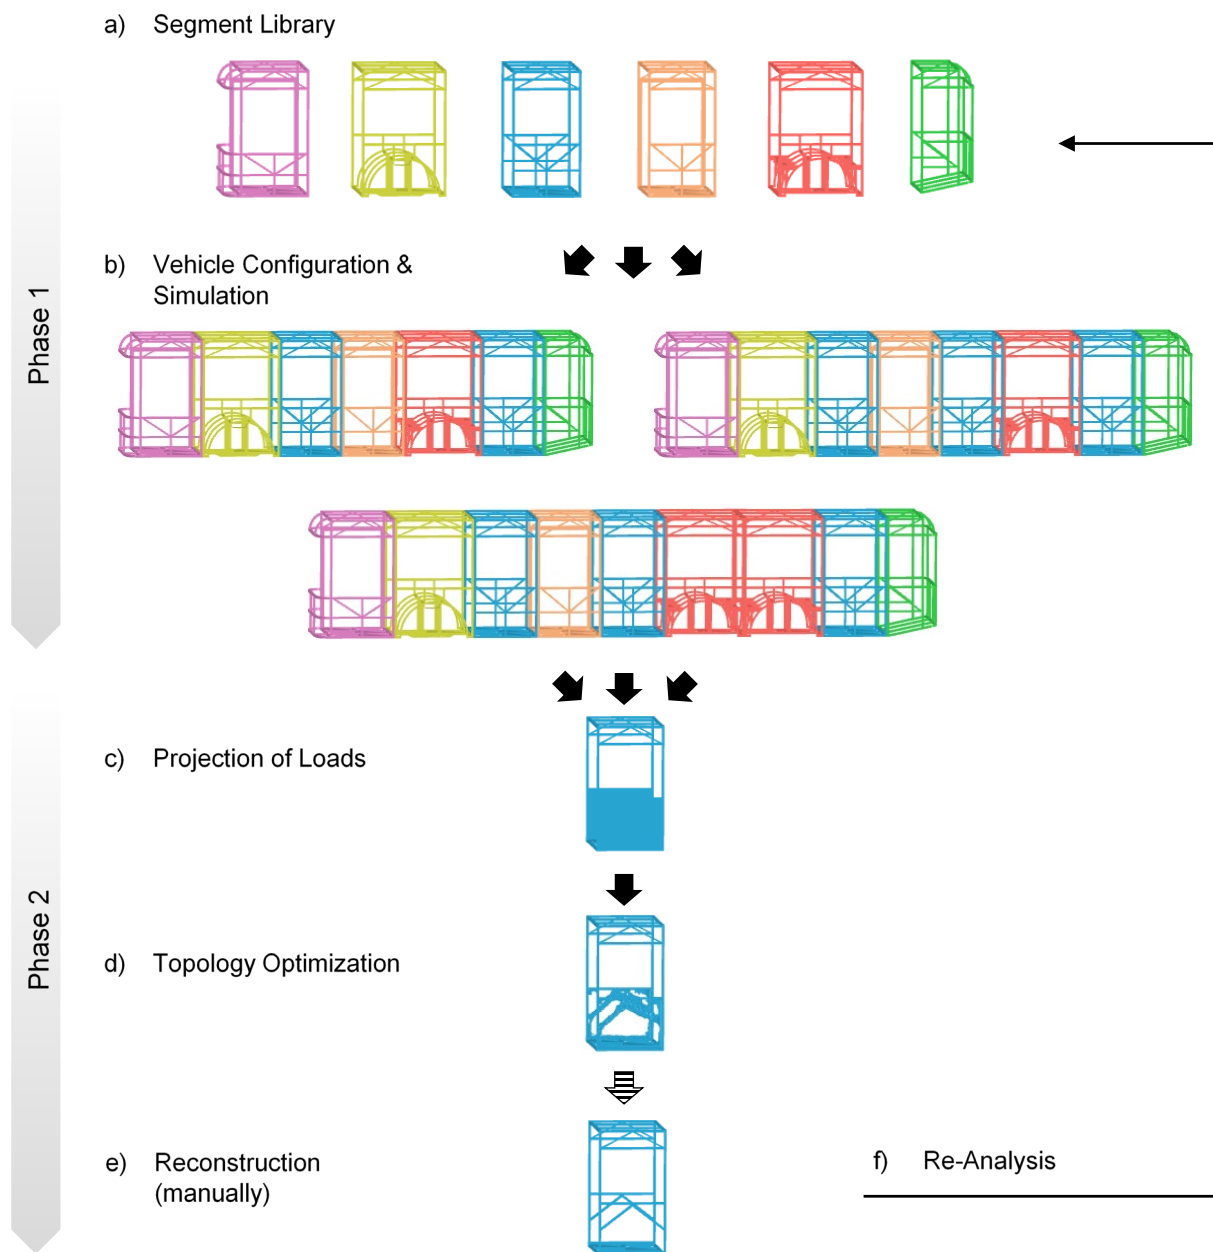 a) Segment Library
Phase 1
b) Vehicle Configuration &
Simulation
c) Projection of Loads
Phase 2
d) Topology Optimization
e) Reconstruction
(manually)
f) Re-Analysis